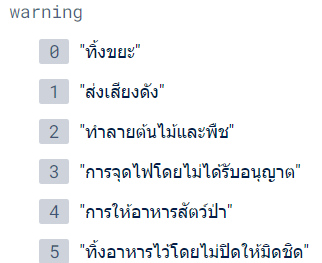 warning
0 "ทิ้งขยะ"
1 "ส่งเสียงดัง"
2 "ทำลายต้นไม้และพืช"
3 "การจุดไฟโดยไม่ได้รับอนุญาต"
4 "การให้อาหารสัตว์ป่า"
5 "ทิ้งอาหารไว้โดยไม่ปิดให้มิดชิด"